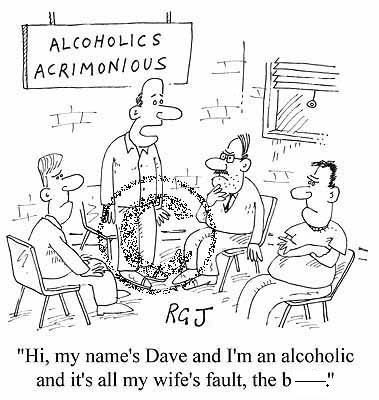 ALCOHOLICS
ACRIMONIOUS
RGJ
"Hi, my name's Dave and I'm an alcoholic
and it's all my wife's fault, the b——."